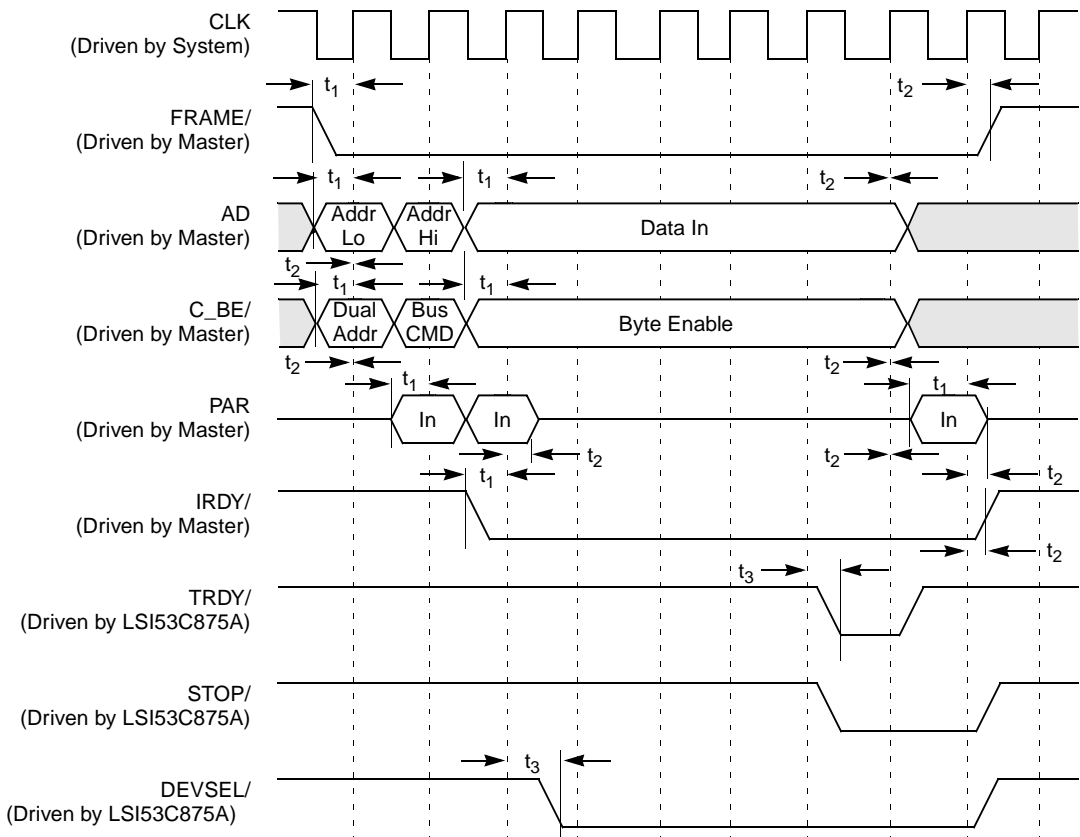 CLK
(Driven by System)
t1
t2
FRAME/
(Driven by Master)
t1
t1
t2
AD
(Driven by Master)
Addr
Lo
Addr
Hi
Data In
t2
t1
t1
C_BE/
(Driven by Master)
Dual
Addr
Bus
CMD
Byte Enable
t2
t2
t1
t1
PAR
(Driven by Master)
In
In
In
t2
t2
t1
t2
IRDY/
(Driven by Master)
t2
t3
TRDY/
(Driven by LSI53C875A)
STOP/
(Driven by LSI53C875A)
t3
DEVSEL/
(Driven by LSI53C875A)